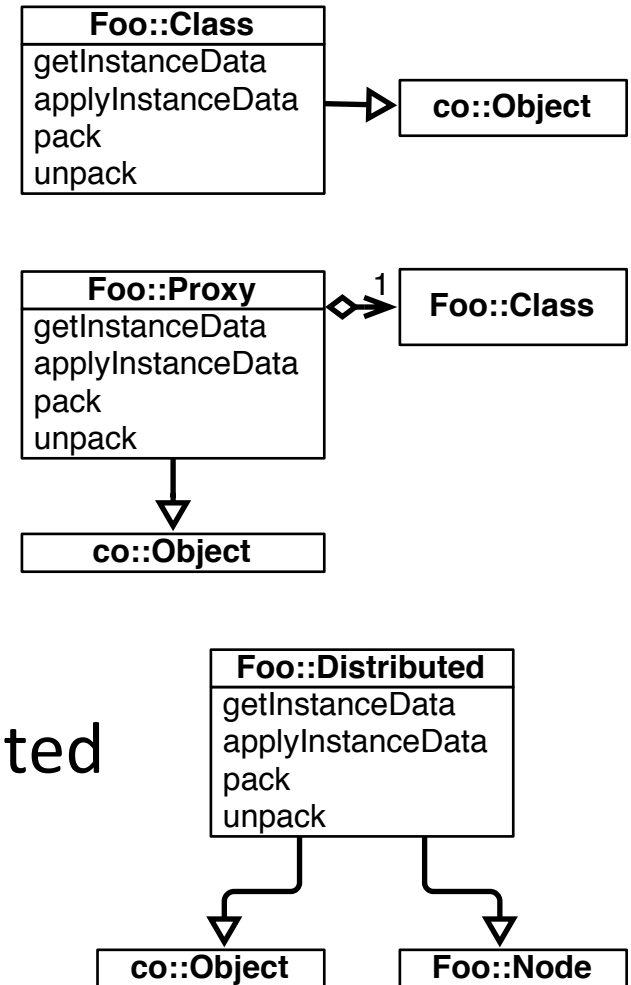 Foo::Class
getInstanceData
applyInstanceData
pack
unpack
co::Object
Foo::Proxy
getInstanceData
applyInstanceData
pack
unpack
1
Foo::Class
co::Object
ted
Foo::Distributed
getInstanceData
applyInstanceData
pack
unpack
co::Object
Foo::Node